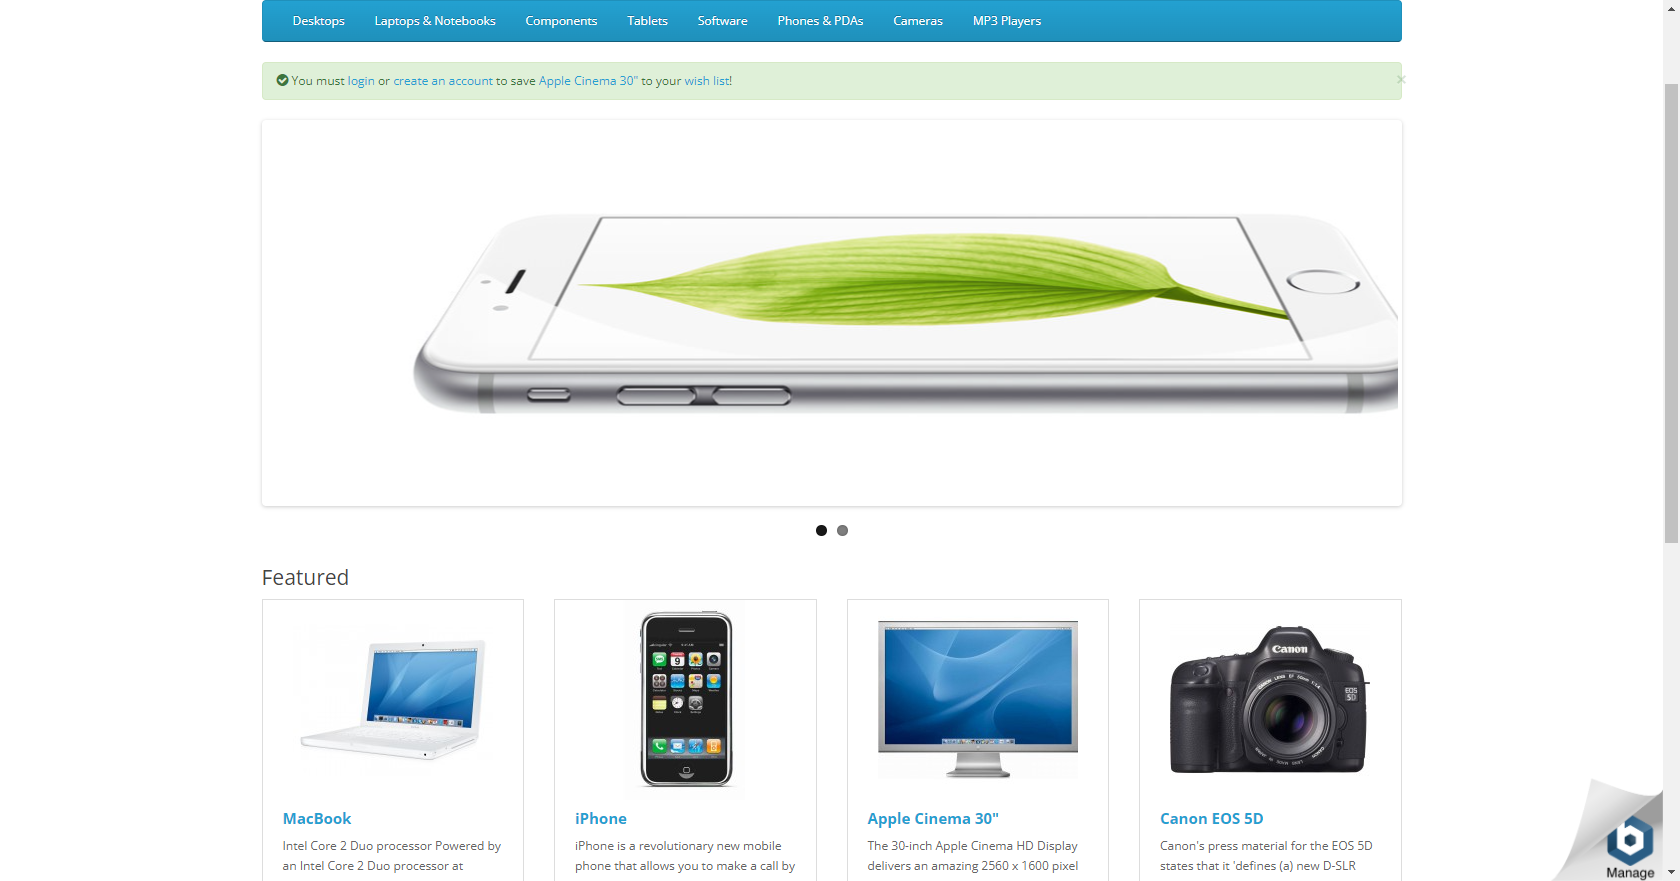 Desktops Laptops & Notebooks Components Tablets Software Phones & PDAs Cameras MP3 Players
You must login or create an account to save Apple Cinema 30" to your wish list!
×
Featured
Canon
EOS
5D
MacBook
iPhone
Apple Cinema 30"
Canon EOS 5D
Intel Core 2 Duo processor Powered by
an Intel Core 2 Duo processor at
iPhone is a revolutionary new mobile
phone that allows you to make a call by
The 30-inch Apple Cinema HD Display
delivers an amazing 2560 x 1600 pixel
Canon's press material for the EOS 5D
states that it 'defines (a) new D-SLR
b
Manage